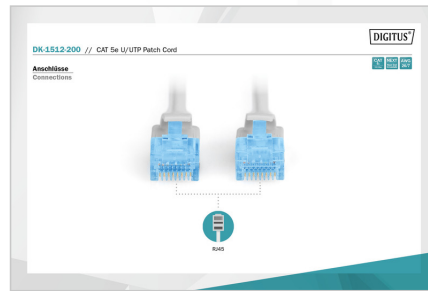 DIGITUS®
DK-1512-200 // CAT 5e U/UTP Patch Cord
Anschlüsse
Connections
RJ45